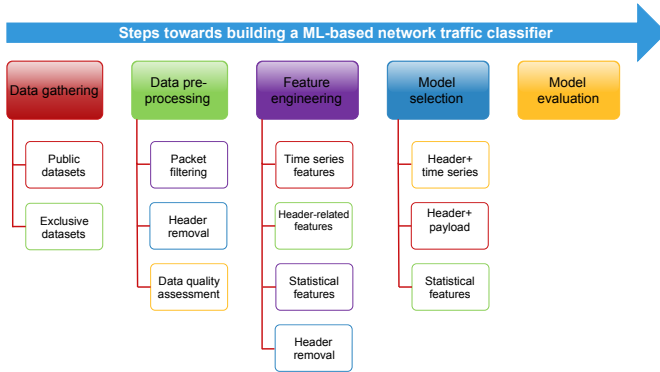 Steps towards building a ML-based network traffic classifier
Data gathering
Data pre-
processing
Feature
engineering
Model
selection
Model
evaluation
Public
datasets
Packet
filtering
Time series
features
Header+
time series
Exclusive
datasets
Header
removal
Header-related
features
Header+
payload
Data quality
assessment
Statistical
features
Statistical
features
Header
removal